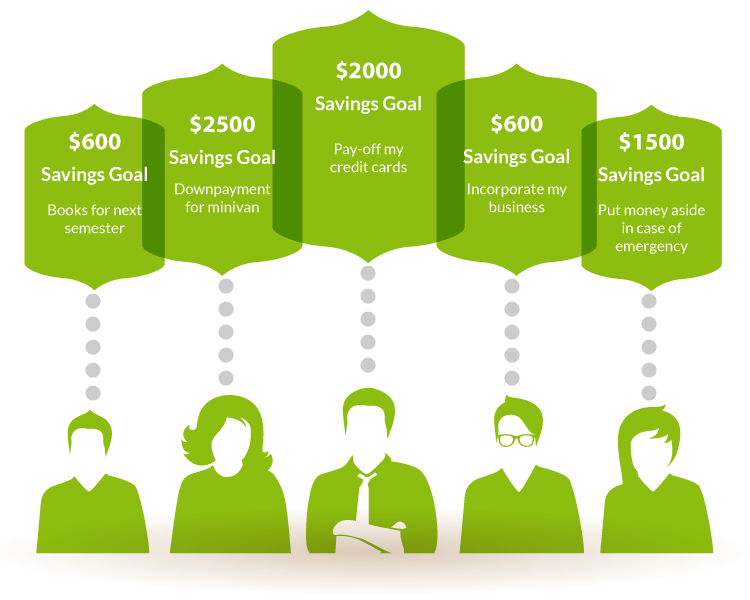 $600
Savings Goal
Books for next
semester
$2500
Savings Goal
Downpayment
for minivan
$2000
Savings Goal
Pay-off my
credit cards
$600
Savings Goal
Incorporate my
business
$1500
Savings Goal
Put money aside
in case of
emergency